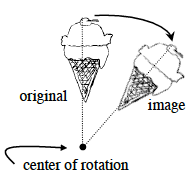 original
image
center of rotation